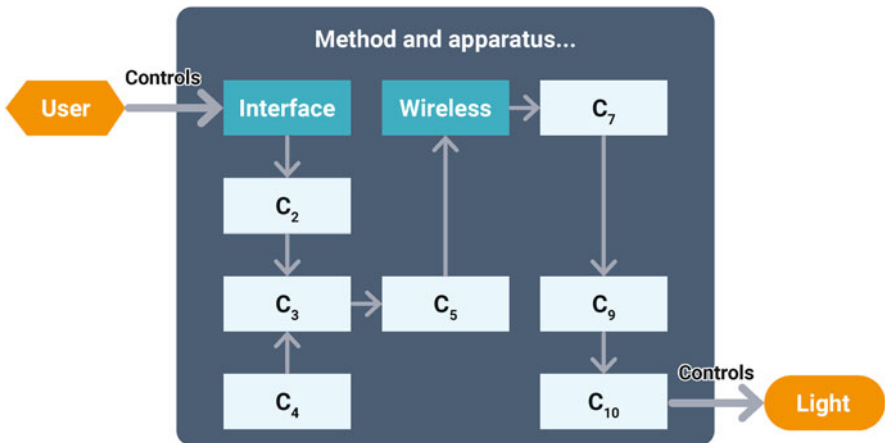 Method and apparatus...
Controls
User
Interface
Wireless
C₇
C₂
C₃
C₅
C₉
C₄
C₁₀
Controls
Light